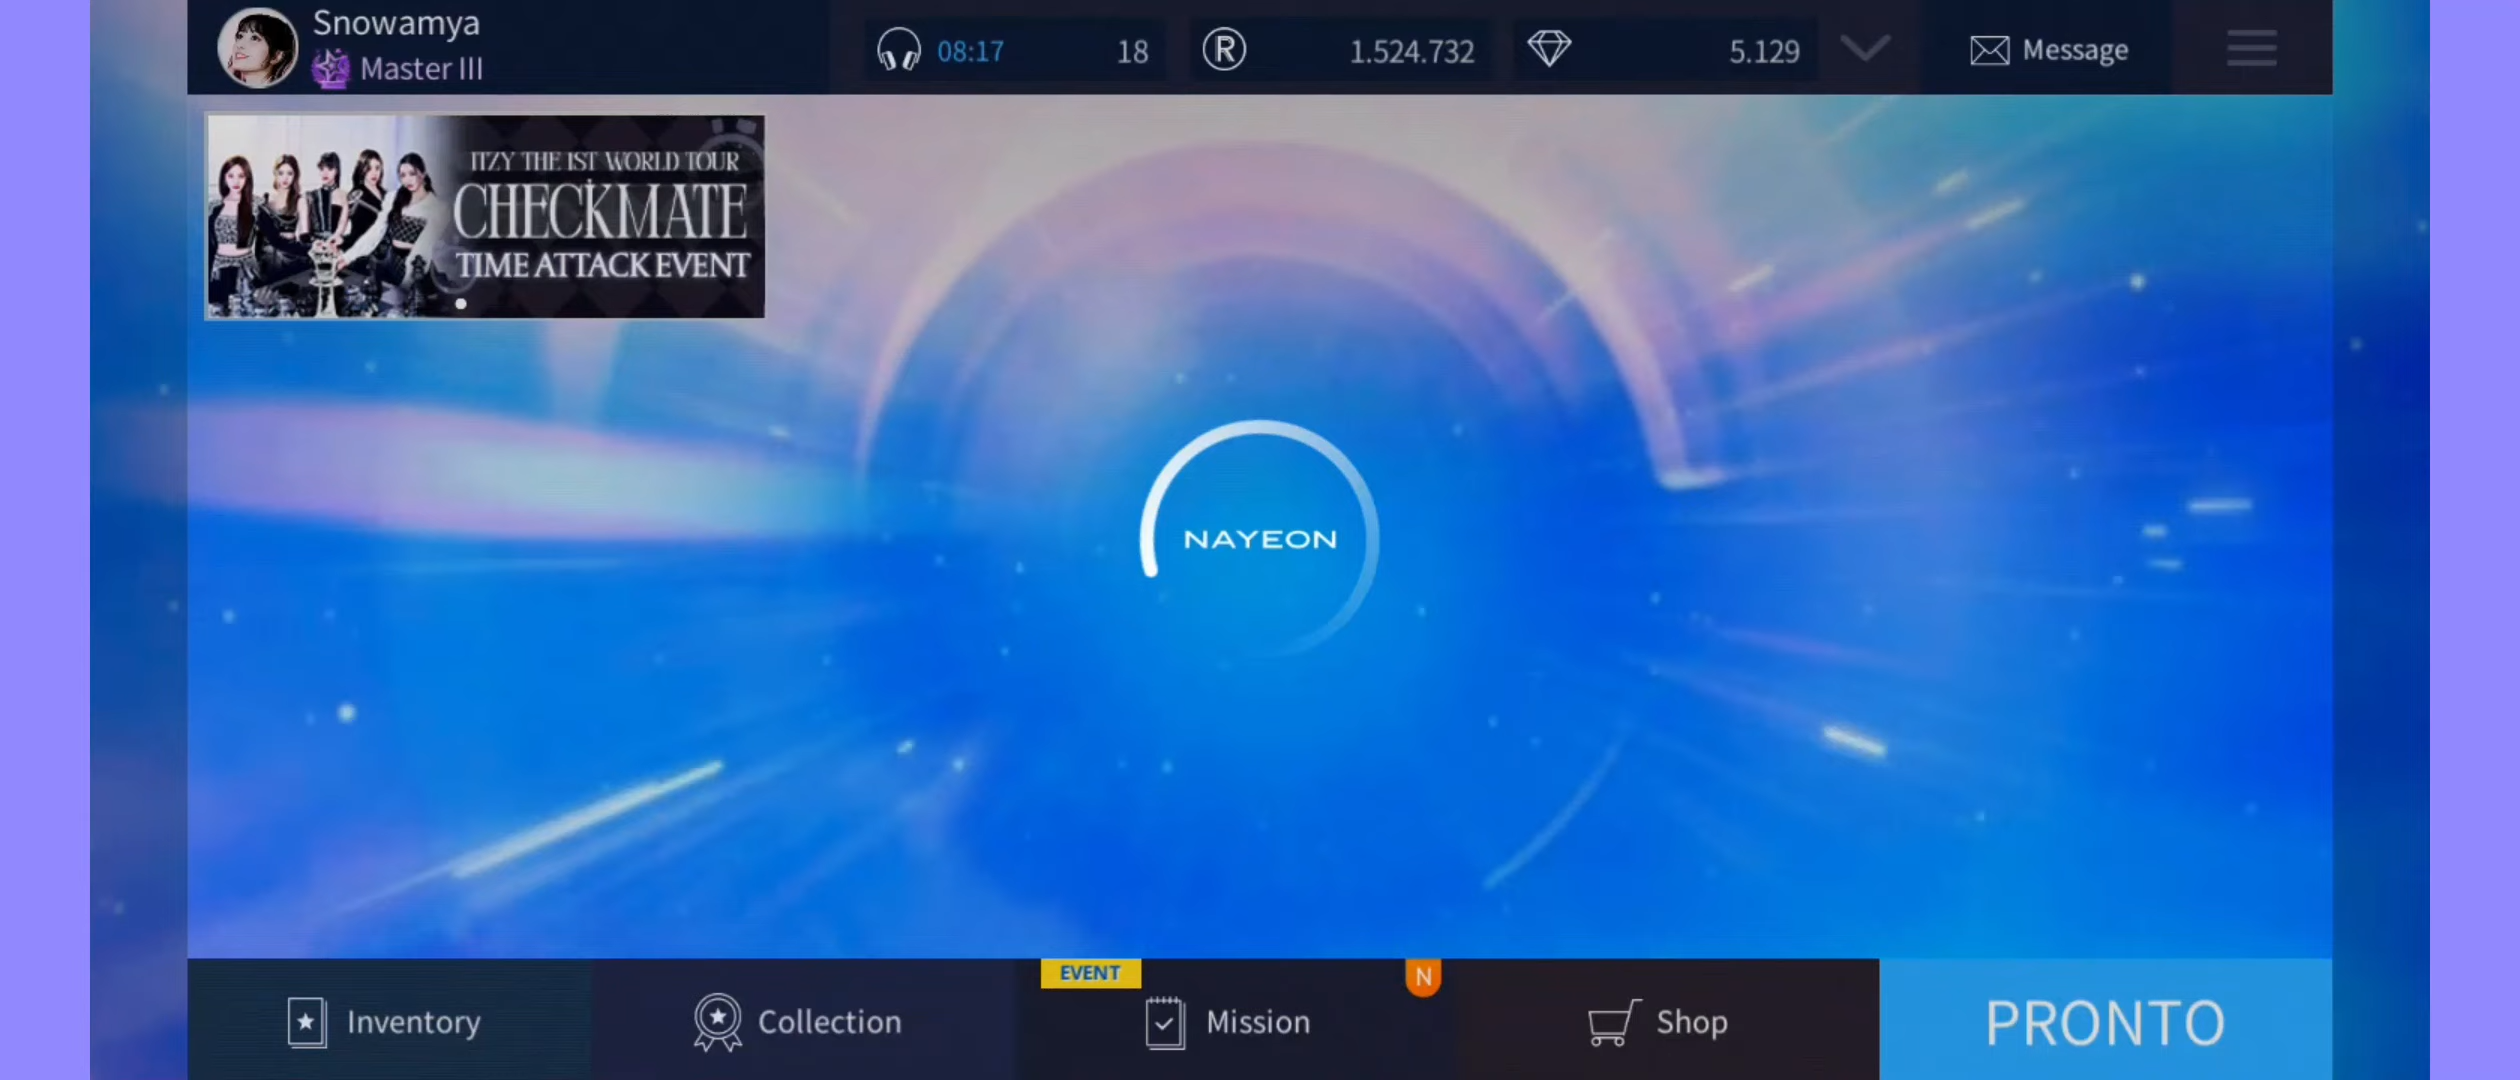 Snowamya
Master III
08:17
18
1.524.732
5.129
Message
ITZY THE 1ST WORLD TOUR
CHECKMATE
TIME ATTACK EVENT
NAYEON
Inventory
Collection
EVENT
Mission
N
Shop
PRONTO